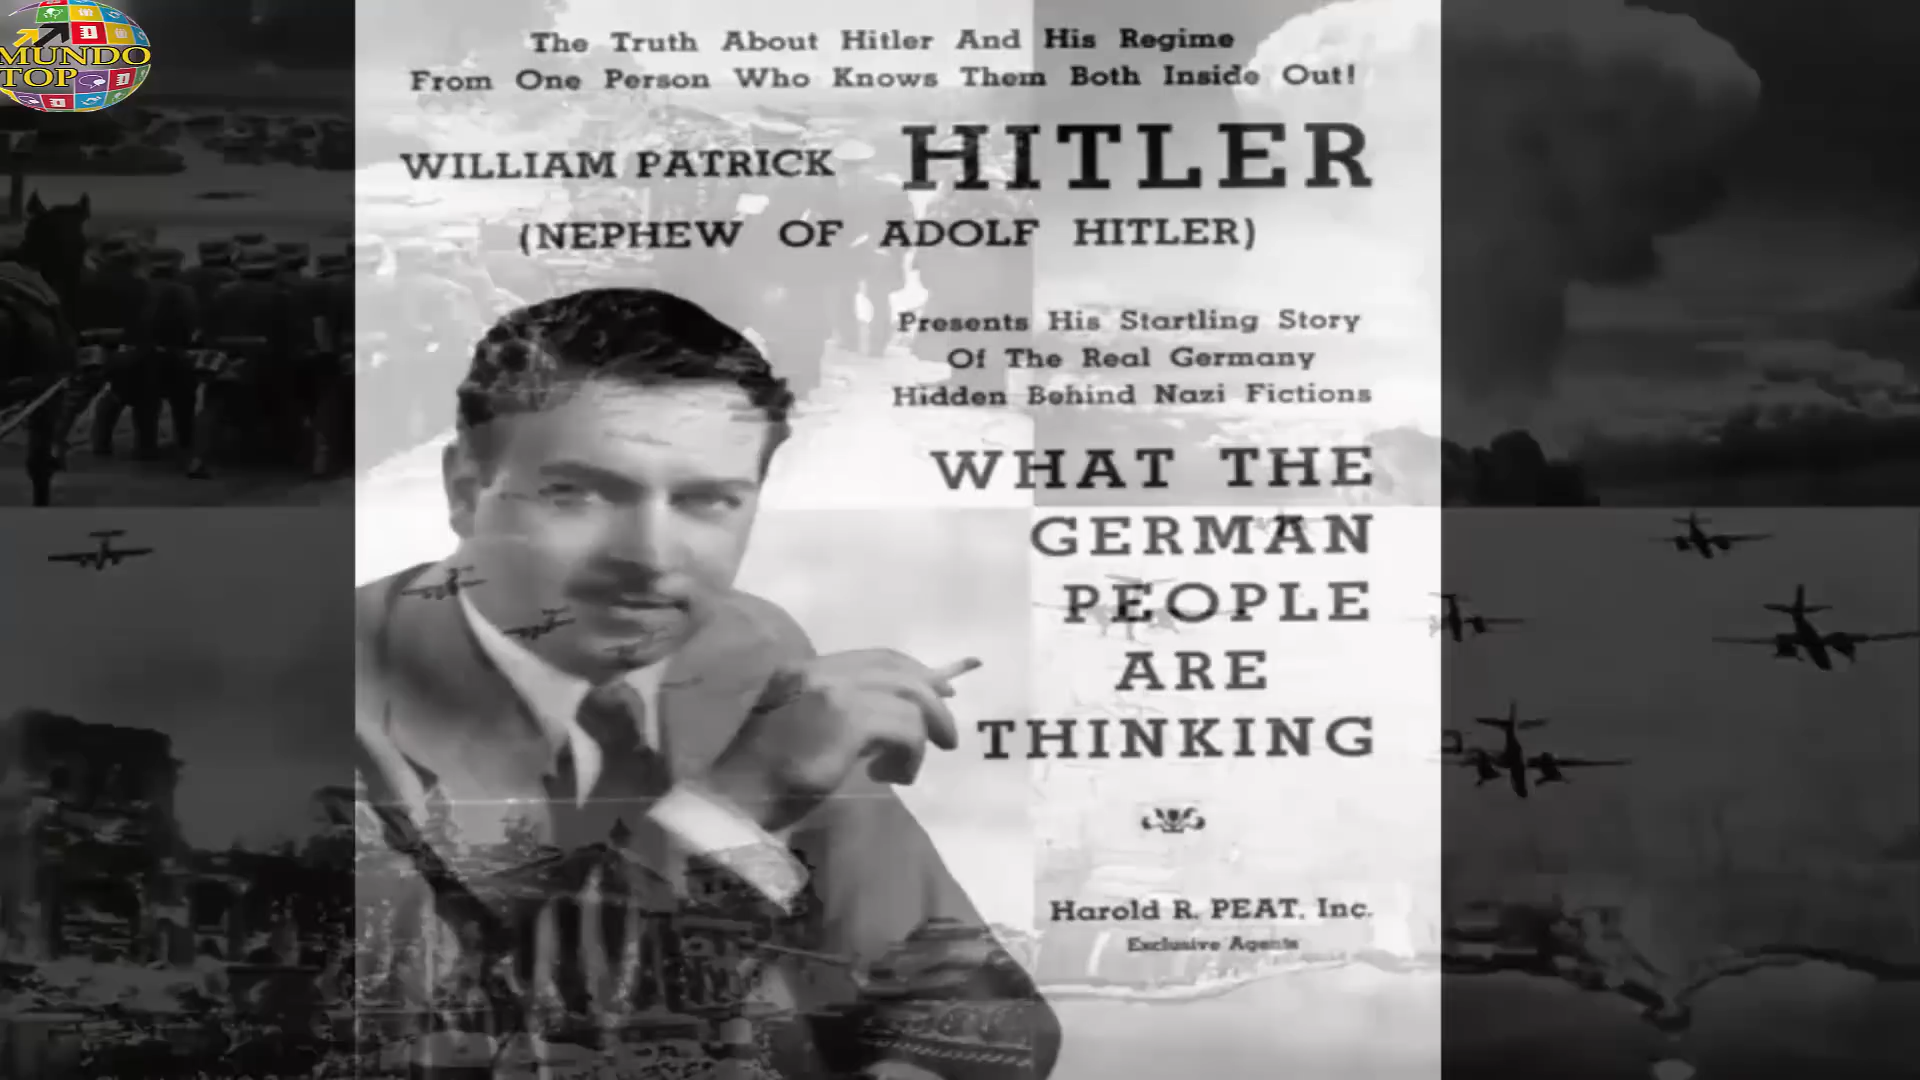 MUNDO
TOP
The Truth About Hitler And His Regime
From One Person Who Knows Them Both Inside Out!
WILLIAM PATRICK HITLER
(NEPHEW OF ADOLF HITLER)
Presents His Startling Story
Of The Real Germany
Hidden Behind Nazi Fictions
WHAT THE
GERMAN
PEOPLE
ARE
THINKING
Harold R. PEAT, Inc.
Exclusive Agents